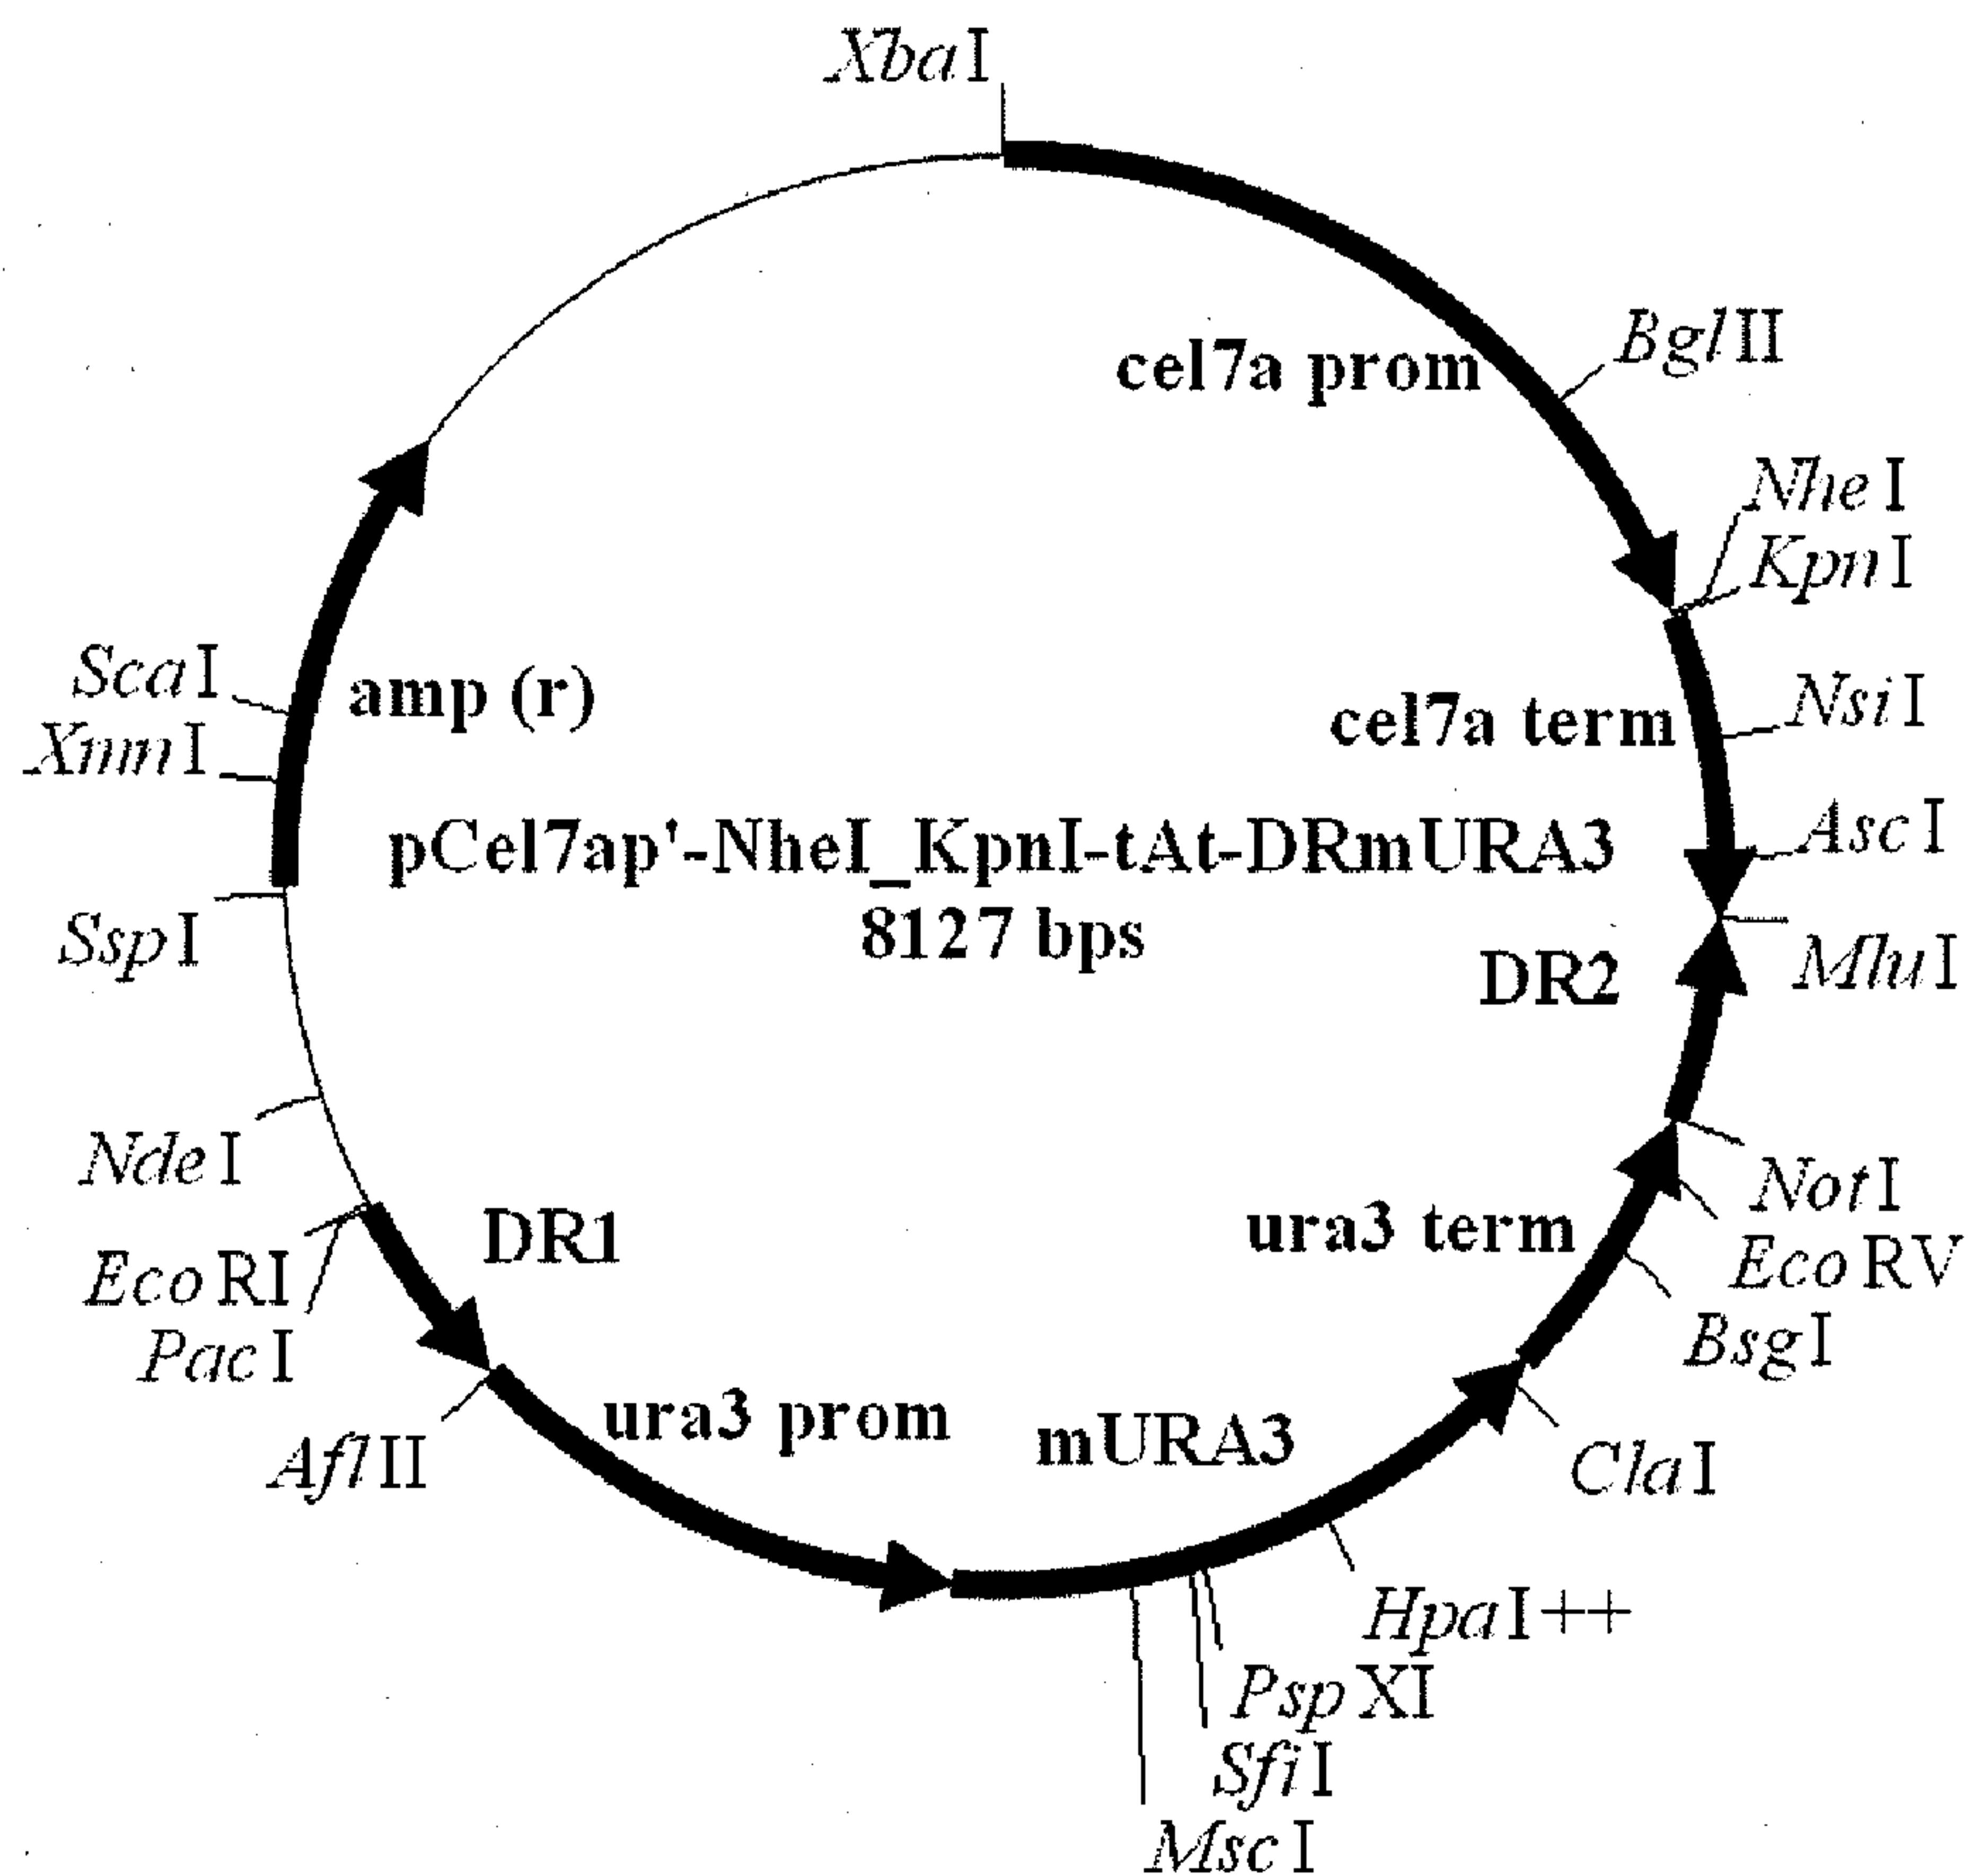 XbaI
BglII
cel7a prom
NheI
KpnI
ScaI
amp (r)
NsiI
cel7a term
XmnI
AscI
pCel7ap'-NheI_KpnI-tAt-DRmURA3
8127 bps
SspI
MluI
DR2
NdeI
NotI
DR1
ura3 term
EcoRI
EcoRV
PacI
BsgI
ura3 prom
mURA3
AflII
ClaI
HpaI++
PspXI
SfiI
MscI